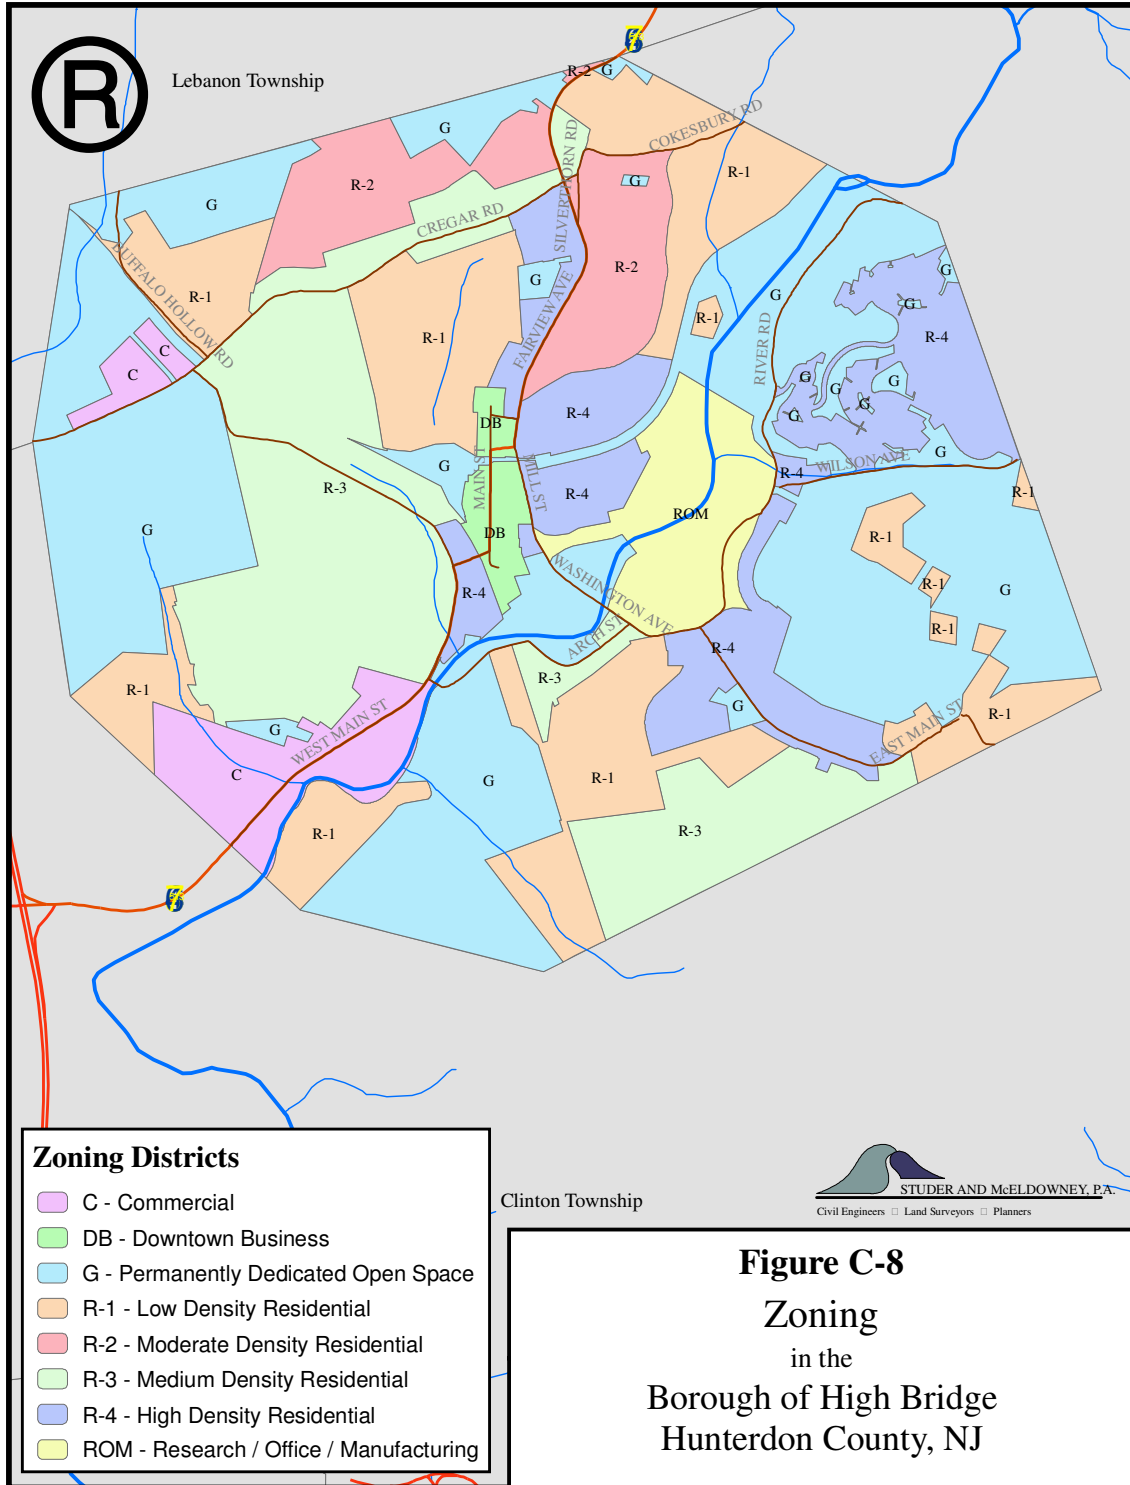 R
Lebanon Township
R-2
G
COKESBURY RD
G
R-2
SILVERTHORN RD
R-1
G
G
CREGAR RD
BUFFALO HOLLOW RD
R-1
R-2
G
G
G
G
R-1
R-1
FAIRVIEW AVE
RIVER RD
R-4
C
C
G
G
G
G
G
R-4
DB
MAIN ST
MILL ST
G
R-3
R-4
R-4
WILSON AVE
G
R-1
ROM
G
DB
R-1
WASHINGTON AVE
R-4
R-1
G
R-1
ARCH ST
R-4
R-3
R-1
G
G
WEST MAIN ST
EAST MAIN ST
R-1
C
G
R-1
R-1
R-3
Zoning Districts
C - Commercial
DB - Downtown Business
G - Permanently Dedicated Open Space
R-1 - Low Density Residential
R-2 - Moderate Density Residential
R-3 - Medium Density Residential
R-4 - High Density Residential
ROM - Research / Office / Manufacturing
Clinton Township
STUDER AND McELDOWNEY, P.A.
Civil Engineers □ Land Surveyors □ Planners
Figure C-8
Zoning
in the
Borough of High Bridge
Hunterdon County, NJ